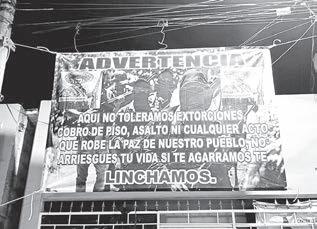 ADVERTENCIA
AQUI NO TOLERAMOS EXTORCIONES,
COBRO DE PISO, ASALTO NI CUALQUIER ACTO
QUE ROBE LA PAZ DE NUESTRO PUEBLO, NO
ARRIESGUES TU VIDA SI TE AGARRAMOS TE
LINCHAMOS.